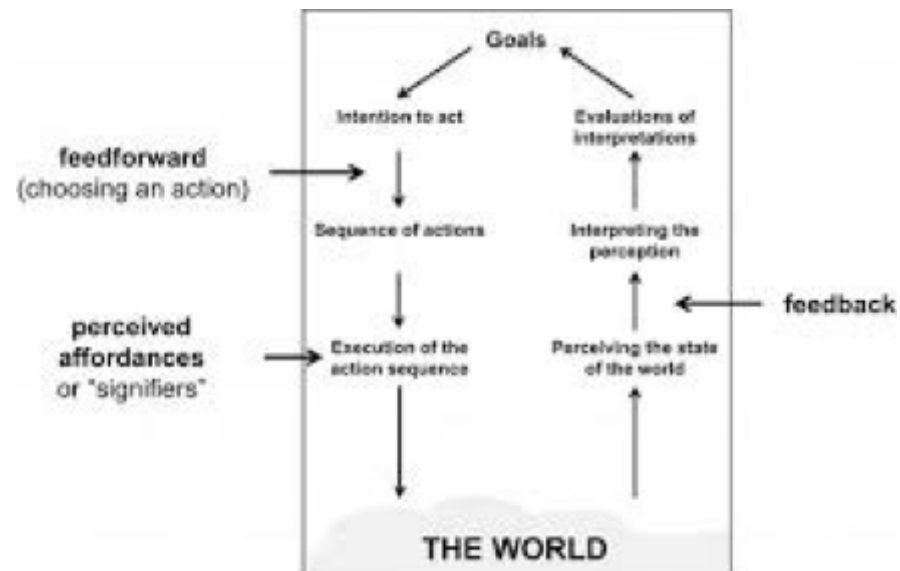 Goals
Intention to act
Evaluations of
interpretations
feedforward
(choosing an action)
Sequence of actions
Interpreting the
perception
feedback
perceived
affordances
or "signifiers"
Execution of the
action sequence
Perceiving the state
of the world
THE WORLD